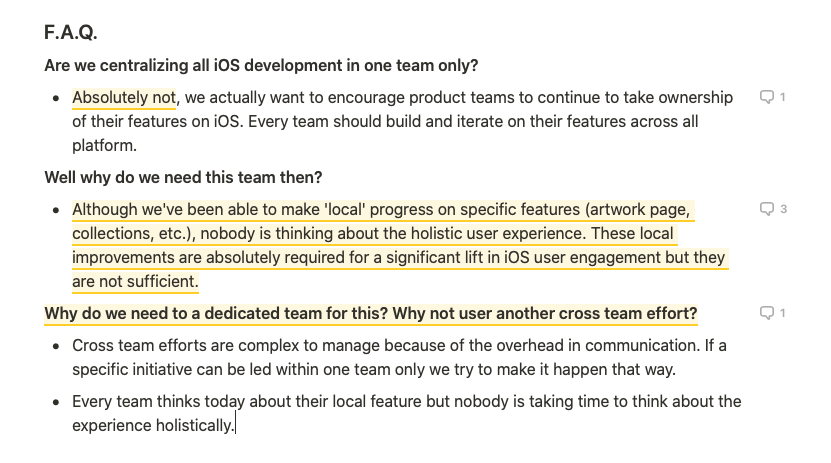 F.A.Q.
Are we centralizing all iOS development in one team only?
• Absolutely not, we actually want to encourage product teams to continue to take ownership
of their features on iOS. Every team should build and iterate on their features across all
platform.
1
Well why do we need this team then?
• Although we've been able to make 'local' progress on specific features (artwork page,
collections, etc.), nobody is thinking about the holistic user experience. These local
improvements are absolutely required for a significant lift in iOS user engagement but they
are not sufficient.
3
Why do we need to a dedicated team for this? Why not user another cross team effort?
1
• Cross team efforts are complex to manage because of the overhead in communication. If a
specific initiative can be led within one team only we try to make it happen that way.
• Every team thinks today about their local feature but nobody is taking time to think about the
experience holistically.